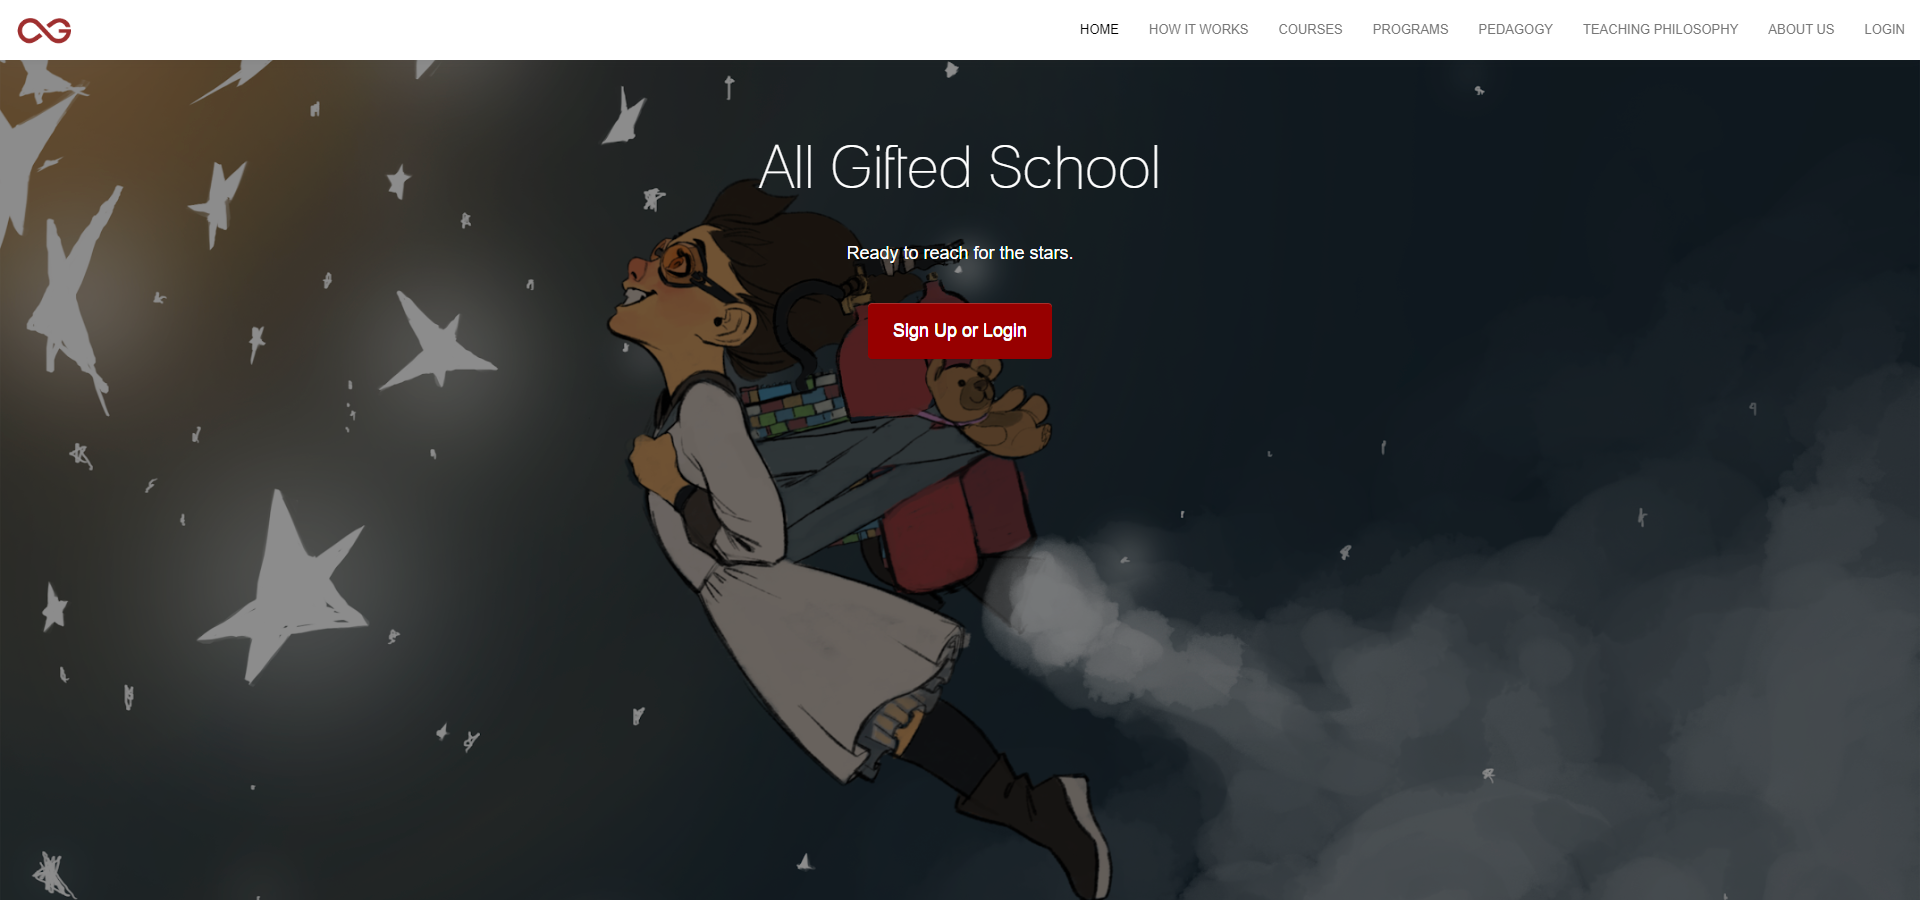 HOME HOW IT WORKS COURSES PROGRAMS PEDAGOGY TEACHING PHILOSOPHY ABOUT US LOGIN
All Gifted School
Ready to reach for the stars.
Sign Up or Login